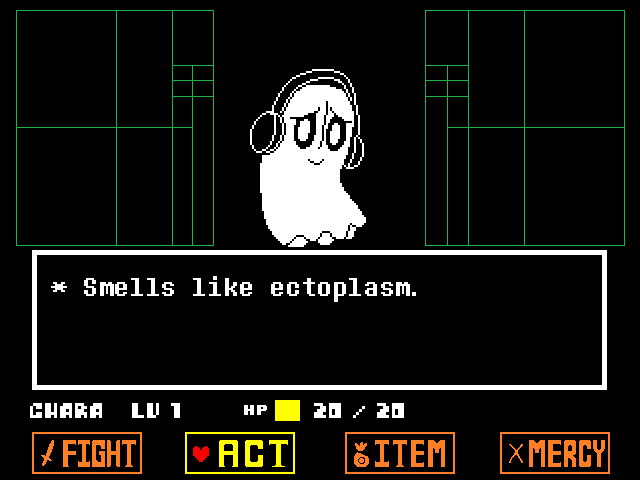 * Smells like ectoplasm.
CHARA LV 1 HP 20 / 20
FIGHT ACT ITEM MERCY